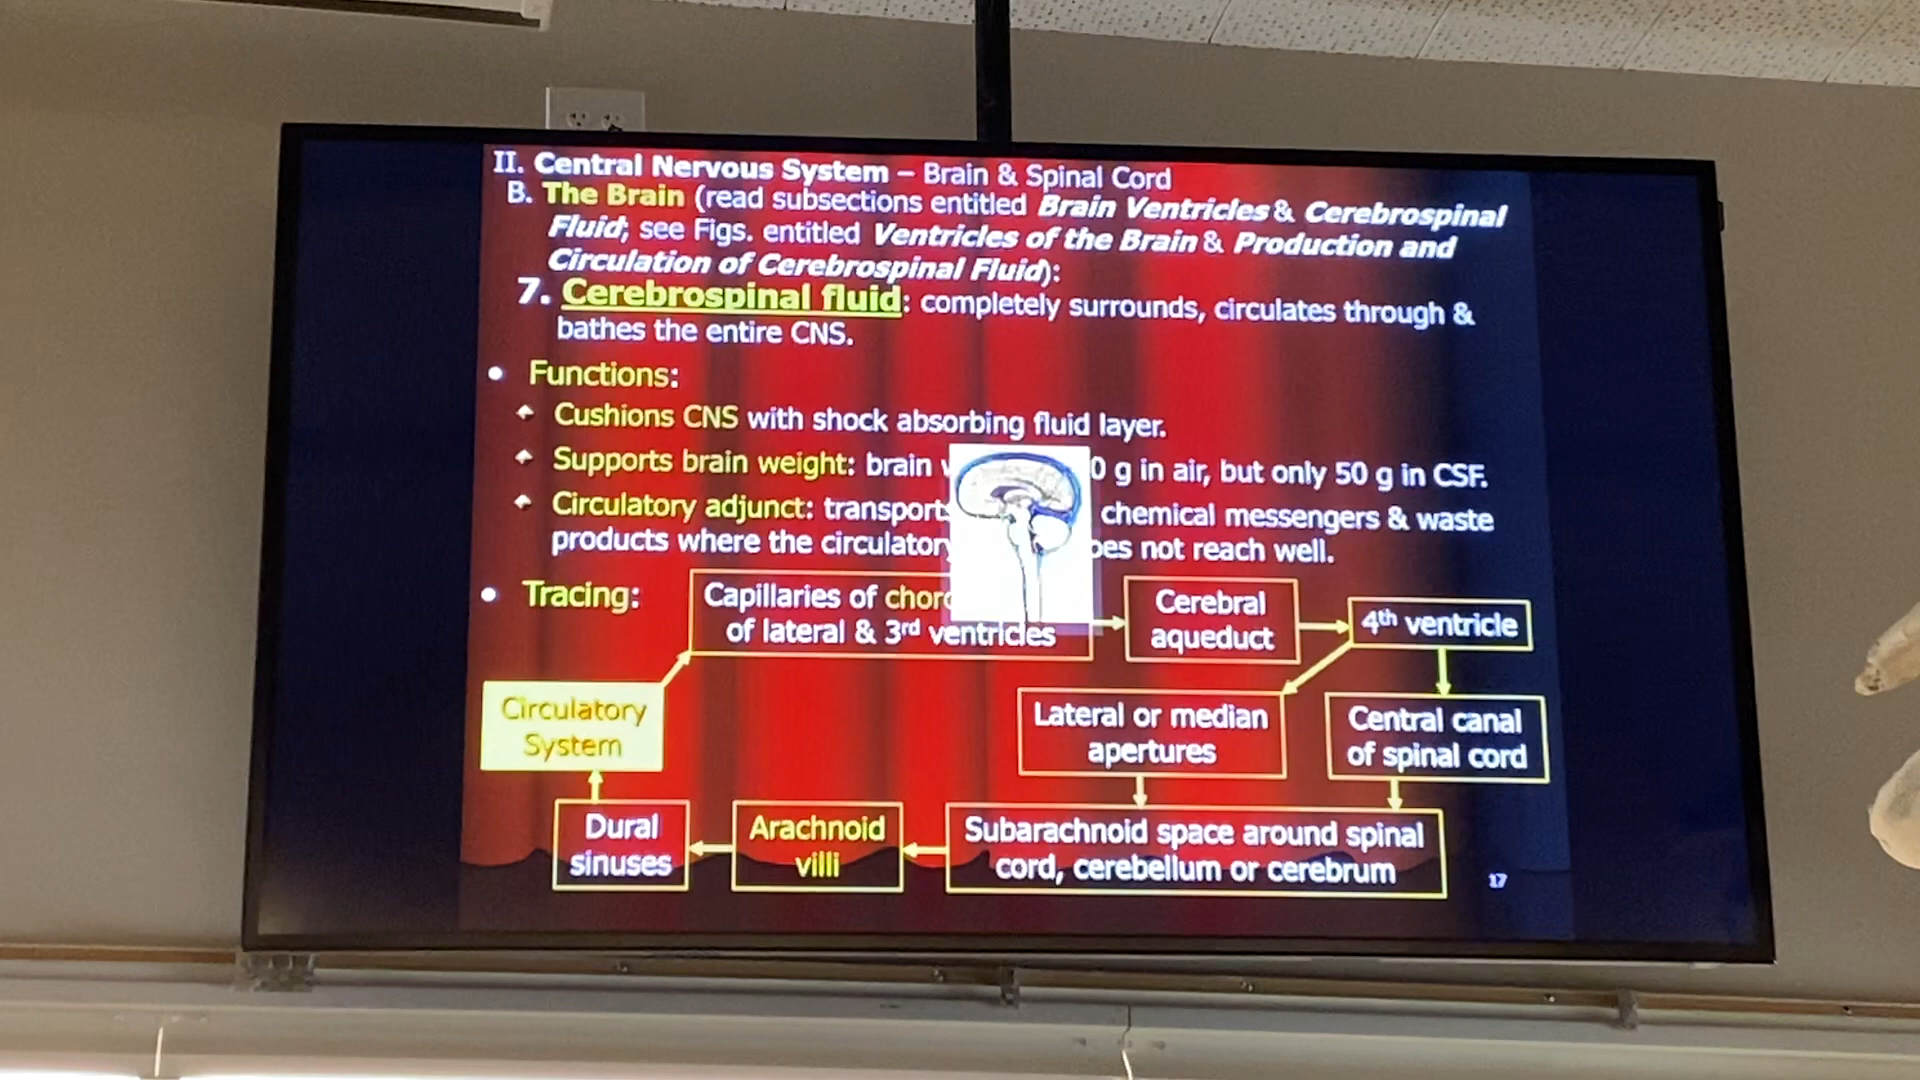 II. Central Nervous System – Brain & Spinal Cord
B. The Brain (read subsections entitled Brain Ventricles & Cerebrospinal
Fluid; see Figs. entitled Ventricles of the Brain & Production and
Circulation of Cerebrospinal Fluid):
7. Cerebrospinal fluid: completely surrounds, circulates through &
bathes the entire CNS.
• Functions:
Cushions CNS with shock absorbing fluid layer.
Supports brain weight: brain 0 g in air, but only 50 g in CSF.
Circulatory adjunct: transports chemical messengers & waste
products where the circulatory not reach well.
• Tracing:
Capillaries of
of lateral & 3rd ventricles
Cerebral
aqueduct
4th ventricle
Circulatory
System
Lateral or median
apertures
Central canal
of spinal cord
Dural
sinuses
Arachnoid
villi
Subarachnoid space around spinal
cord, cerebellum or cerebrum
17